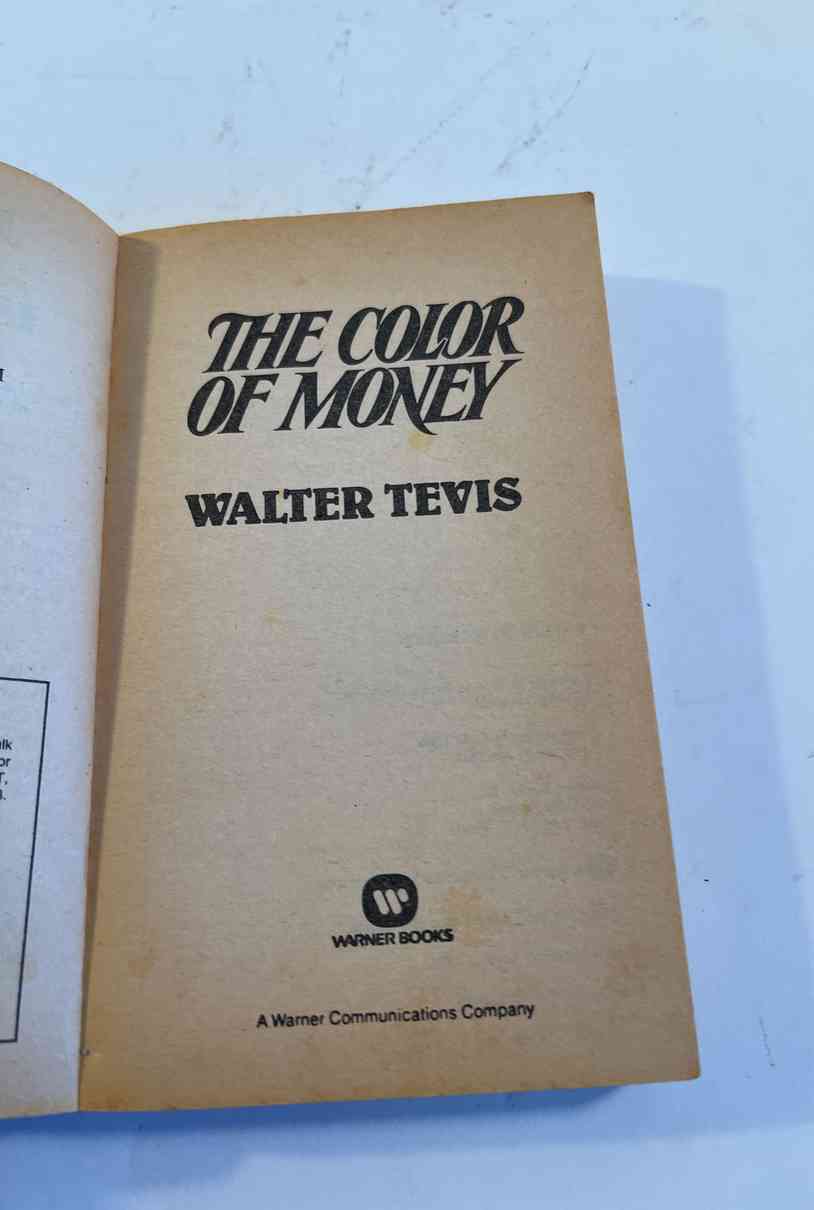 THE COLOR
OF MONEY
WALTER TEVIS
WARNER BOOKS
A Warner Communications Company